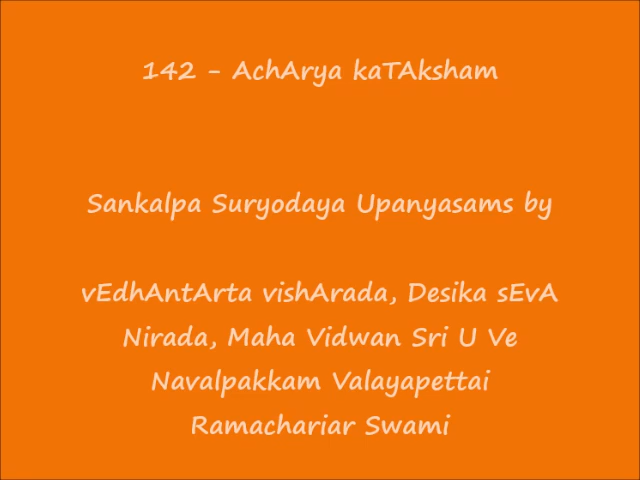 142 - AchArya kaTAksham
Sankalpa Suryodaya Upanyasams by
vEdhAntArta vishArada, Desika sEvA
Nirada, Maha Vidwan Sri U Ve
Navalpakkam Valayapettai
Ramachariar Swami